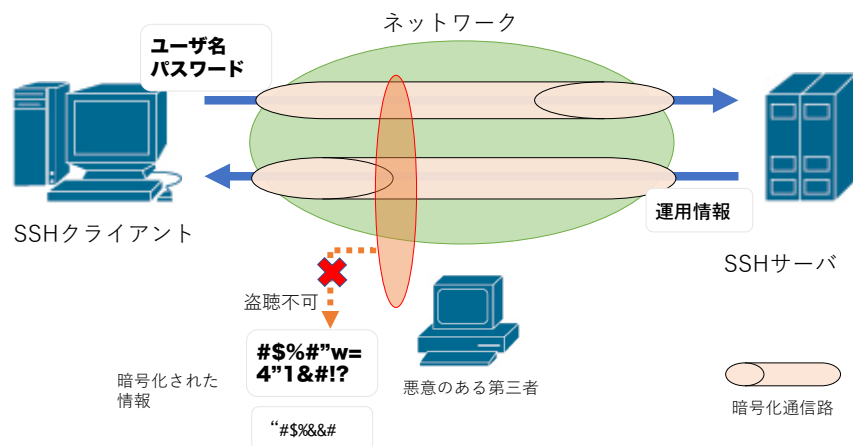 ネットワーク
ユーザ名
パスワード
SSHクライアント
運用情報
SSHサーバ
盗聴不可
#$%#”w=
4”1&#!?
暗号化された
情報
悪意のある第三者
“#$%&&#
暗号化通信路